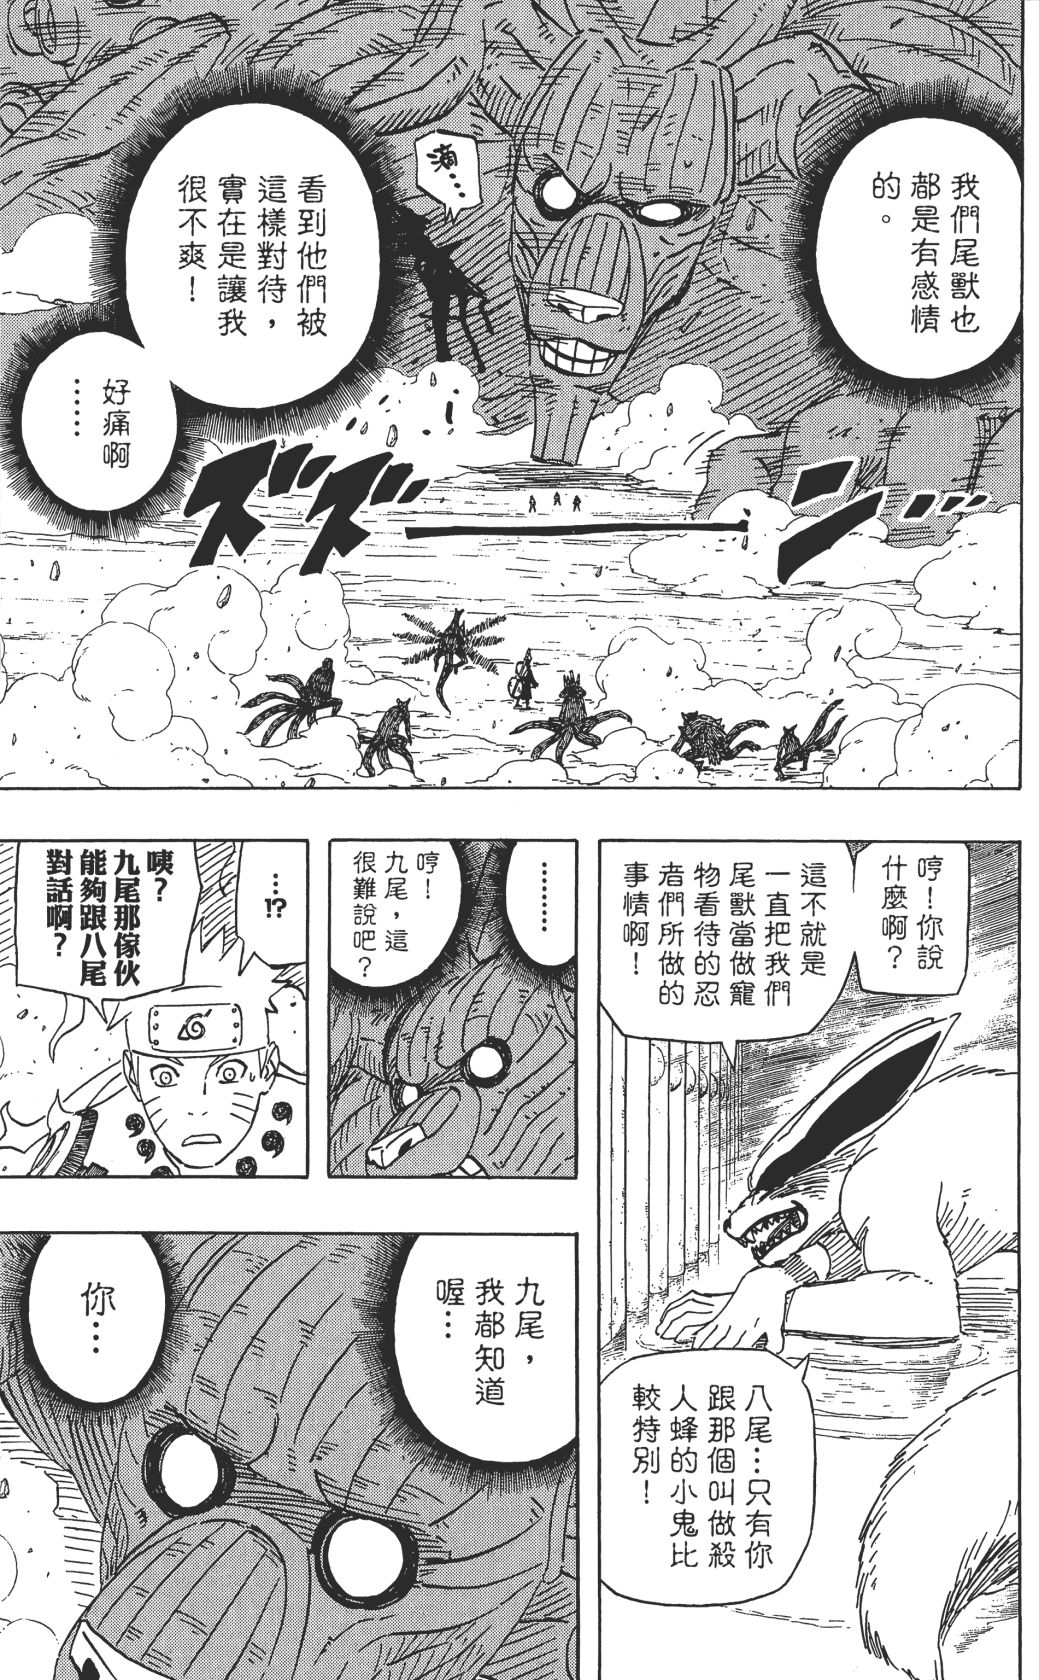 我們尾獸也
都是有感情
的。
滴…
看到他們被
這樣對待，
實在是讓我
很不爽！
好痛啊
……
ズズーン
哼！你說
什麼啊？
這不就是
一直把我們
尾獸當做寵
物看待的忍
者們所做的
事情啊！
八尾…只有你
跟那個叫做殺
人蜂的小鬼比
較特別！
……
哼！
九尾，這
很難說吧？
…!?
咦？
九尾那傢伙
能夠跟八尾
對話啊？
九尾，
我都知道
喔…
你…